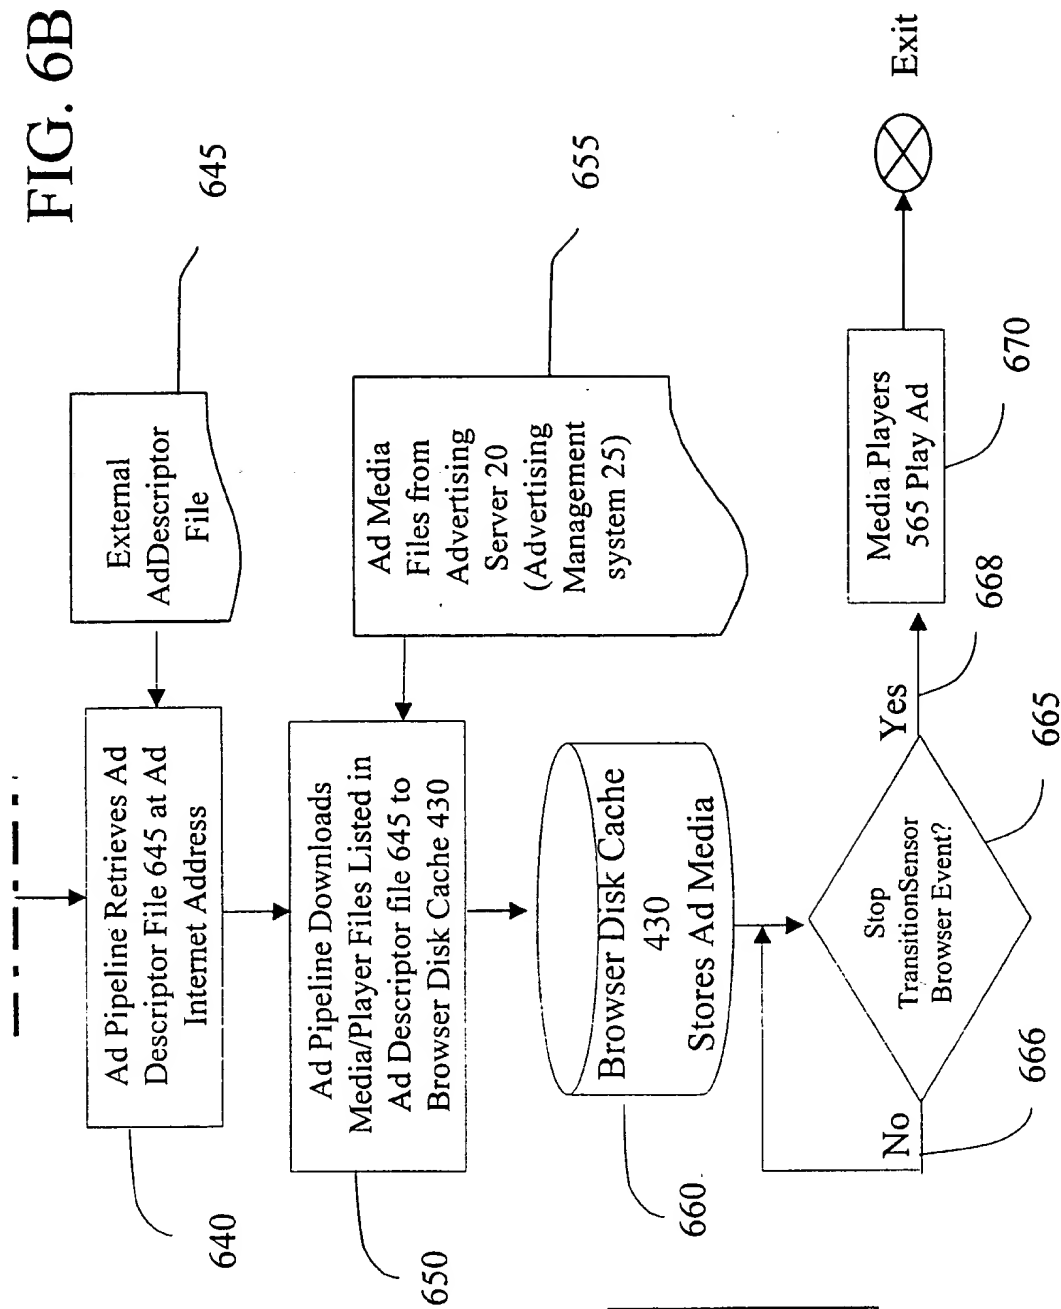 FIG. 6B
External
AdDescriptor
File
645
Ad Pipeline Retrieves Ad
Descriptor File 645 at Ad
Internet Address
640
Ad Media
Files from
Advertising
Server 20
(Advertising
Management
system 25)
655
Ad Pipeline Downloads
Media/Player Files Listed in
Ad Descriptor file 645 to
Browser Disk Cache 430
650
Browser Disk Cache
430
Stores Ad Media
660
Stop
TransitionSensor
Browser Event?
665
No
666
Yes
668
Media Players
565 Play Ad
670
Exit